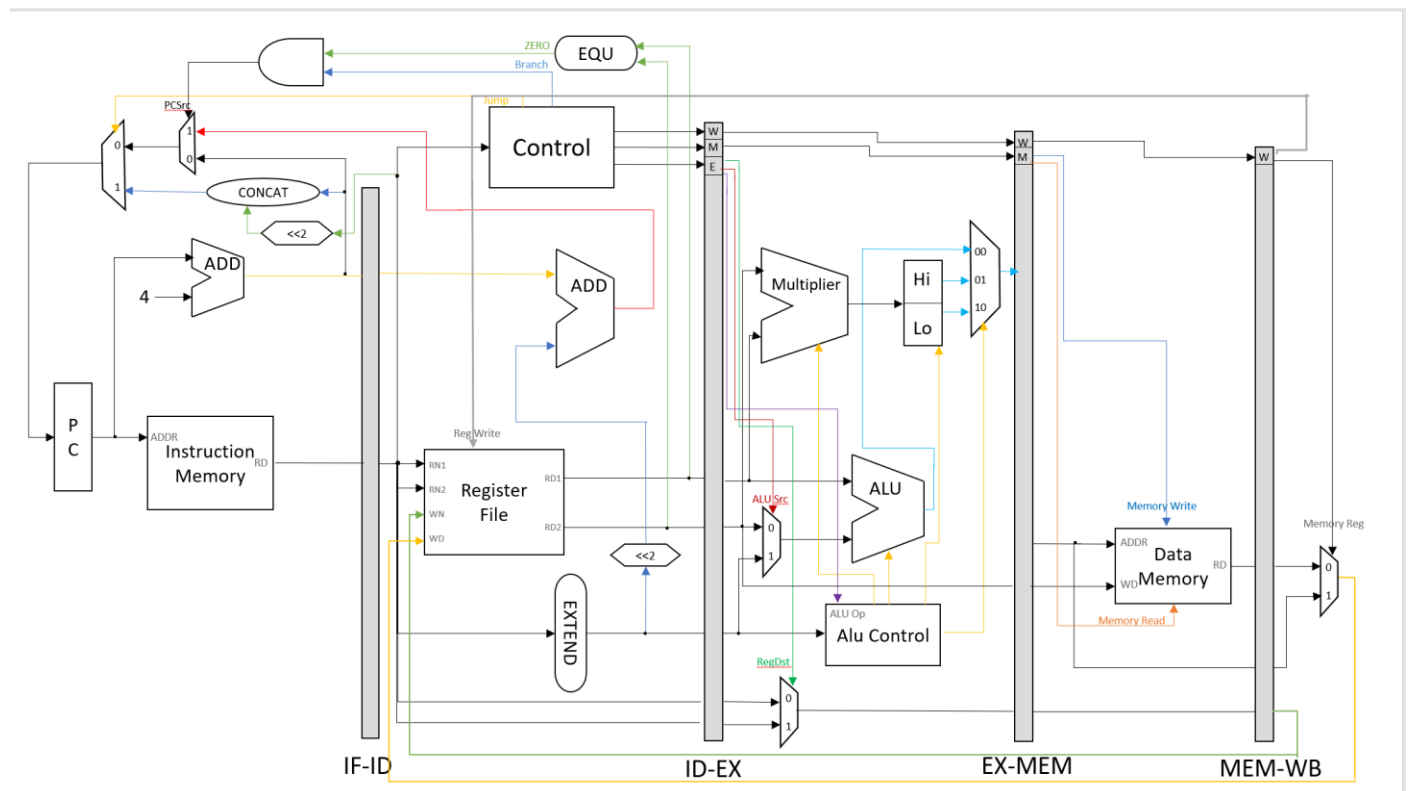 ZERO
EQU
Branch
Jump
PCSrc
1
0
0
1
Control
W
M
E
W
M
W
CONCAT
<<2
ADD
4
ADD
Multiplier
Hi
Lo
00
01
10
P
C
ADDR
Instruction
Memory
RD
Reg Write
RN1
RN2
WN
WD
Register
File
RD1
RD2
<<2
EXTEND
ALU Src
0
1
ALU
ALU Op
Alu Control
RegDst
0
1
Memory Write
ADDR
Data
Memory
WD
RD
Memory Read
Memory Reg
0
1
IF-ID
ID-EX
EX-MEM
MEM-WB